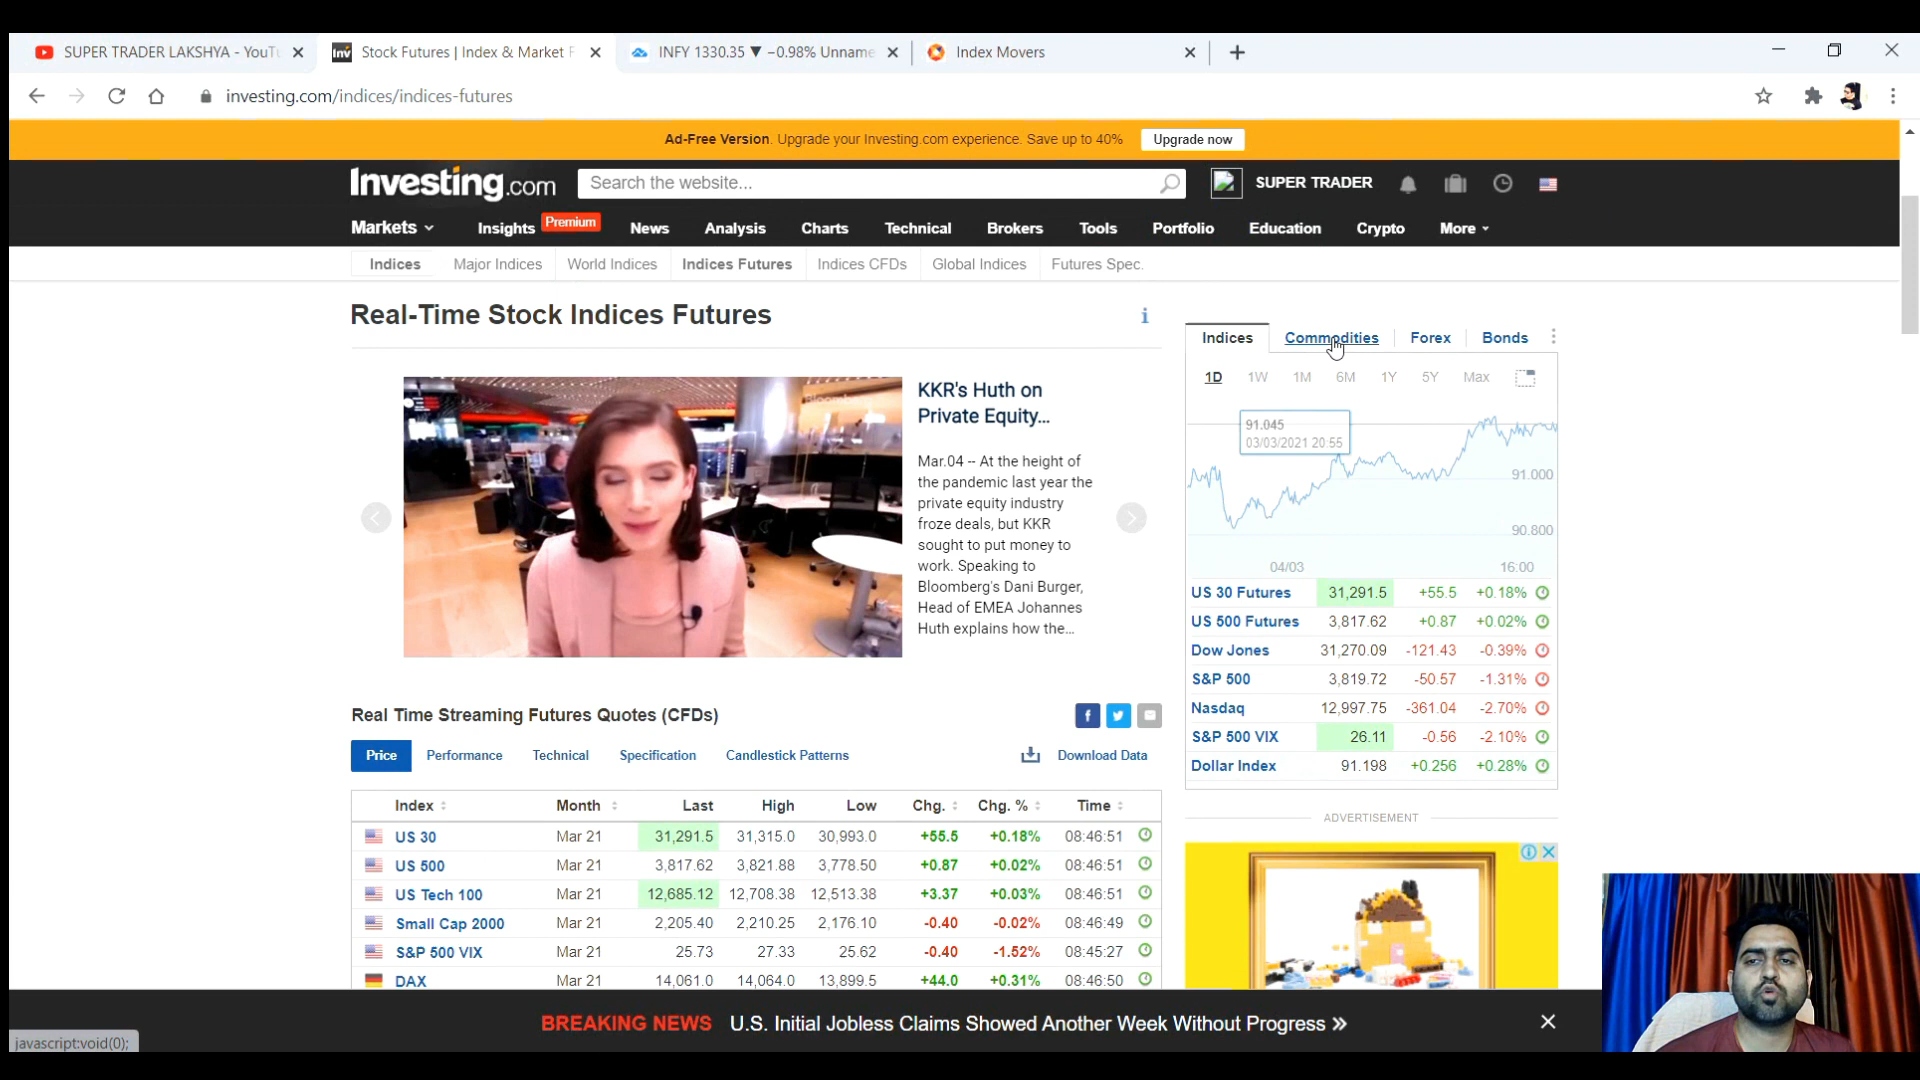 SUPER TRADER LAKSHYA - YouTu
Stock Futures | Index & Market F
INFY 1330.35 ▼ −0.98% Unname
Index Movers
investing.com/indices/indices-futures
Ad-Free Version. Upgrade your Investing.com experience. Save up to 40%
Upgrade now
Investing.com
Search the website...
SUPER TRADER
Markets
Insights Premium
News
Analysis
Charts
Technical
Brokers
Tools
Portfolio
Education
Crypto
More
Indices
Major Indices
World Indices
Indices Futures
Indices CFDs
Global Indices
Futures Spec.
Real-Time Stock Indices Futures
KKR's Huth on
Private Equity...
Mar.04 -- At the height of
the pandemic last year the
private equity industry
froze deals, but KKR
sought to put money to
work. Speaking to
Bloomberg's Dani Burger,
Head of EMEA Johannes
Huth explains how the...
Indices Commodities Forex Bonds
1D 1W 1M 6M 1Y 5Y Max
91.045
03/03/2021 20:55
91.000
90.800
04/03 16:00
US 30 Futures 31,291.5 +55.5 +0.18%
US 500 Futures 3,817.62 +0.87 +0.02%
Dow Jones 31,270.09 -121.43 -0.39%
S&P 500 3,819.72 -50.57 -1.31%
Nasdaq 12,997.75 -361.04 -2.70%
S&P 500 VIX 26.11 -0.56 -2.10%
Dollar Index 91.198 +0.256 +0.28%
ADVERTISEMENT
Real Time Streaming Futures Quotes (CFDs)
Price Performance Technical Specification Candlestick Patterns Download Data
Index Month Last High Low Chg. Chg. % Time
US 30 Mar 21 31,291.5 31,315.0 30,993.0 +55.5 +0.18% 08:46:51
US 500 Mar 21 3,817.62 3,821.88 3,778.50 +0.87 +0.02% 08:46:51
US Tech 100 Mar 21 12,685.12 12,708.38 12,513.38 +3.37 +0.03% 08:46:51
Small Cap 2000 Mar 21 2,205.40 2,210.25 2,176.10 -0.40 -0.02% 08:46:49
S&P 500 VIX Mar 21 25.73 27.33 25.62 -0.40 -1.52% 08:45:27
DAX Mar 21 14,061.0 14,064.0 13,899.5 +44.0 +0.31% 08:46:50
BREAKING NEWS U.S. Initial Jobless Claims Showed Another Week Without Progress »
javascript:void(0);